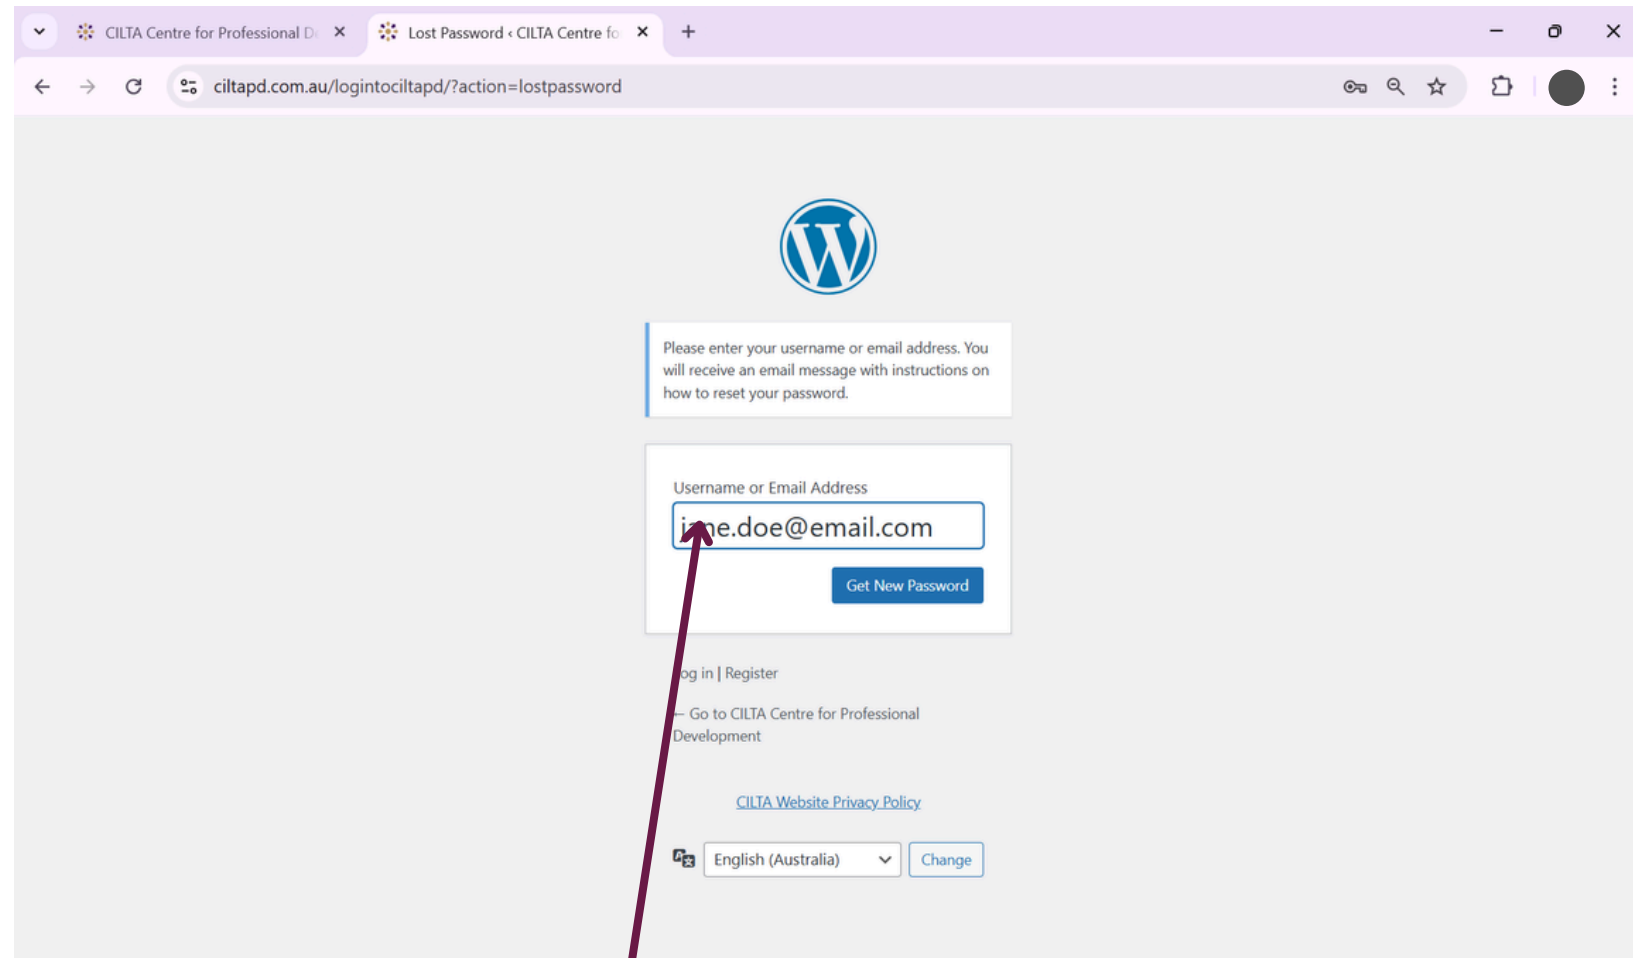 CILTA Centre for Professional D
Lost Password ‹ CILTA Centre fo
ciltapd.com.au/logintociltapd/?action=lostpassword
Please enter your username or email address. You
will receive an email message with instructions on
how to reset your password.
Username or Email Address
jane.doe@email.com
Get New Password
og in | Register
← Go to CILTA Centre for Professional
Development
CILTA Website Privacy Policy
English (Australia)
Change